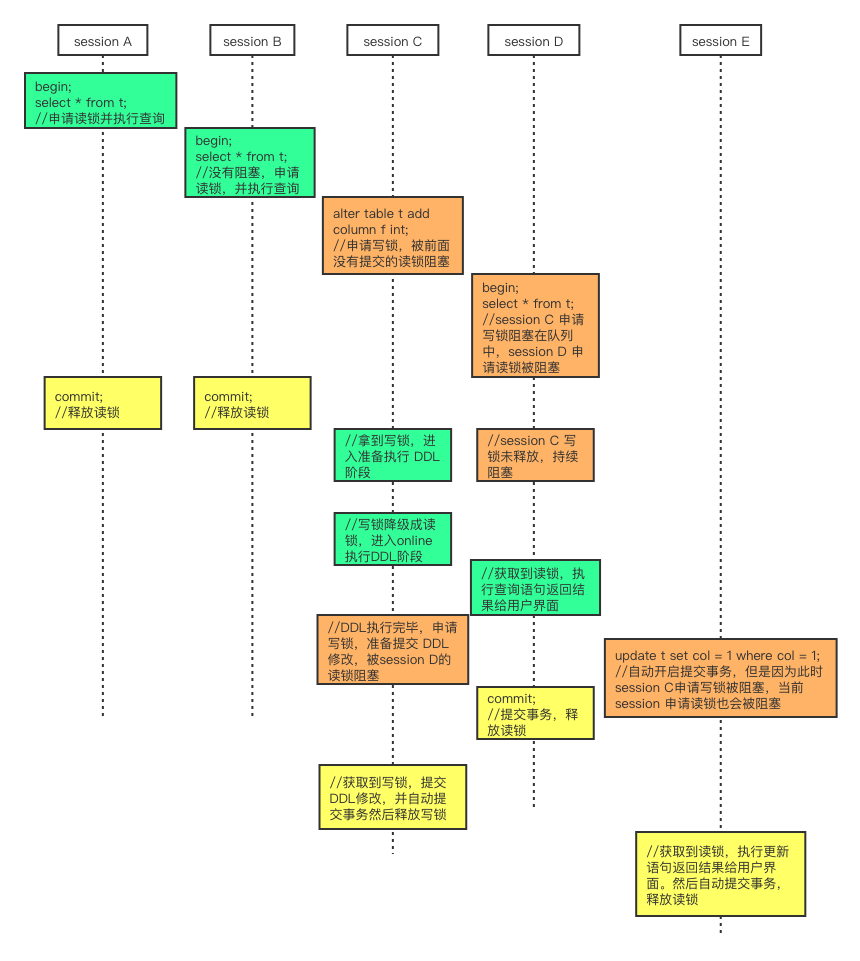 session A
session B
session C
session D
session E
begin;
select * from t;
//申请读锁并执行查询
begin;
select * from t;
//没有阻塞，申请
读锁，并执行查询
alter table t add
column f int;
//申请写锁，被前面
没有提交的读锁阻塞
begin;
select * from t;
//session C 申请
写锁阻塞在队列
中，session D 申
请读锁被阻塞
commit;
//释放读锁
commit;
//释放读锁
//拿到写锁，进
入准备执行 DDL
阶段
//session C 写
锁未释放，持续
阻塞
//写锁降级成读
锁，进入online
执行DDL阶段
//获取到读锁，执
行查询语句返回结
果给用户界面
//DDL执行完毕，申请
写锁，准备提交 DDL
修改，被session D的
读锁阻塞
update t set col = 1 where col = 1;
//自动开启提交事务，但是因为此时
session C申请写锁被阻塞，当前
session 申请读锁也会被阻塞
commit;
//提交事务，释
放读锁
//获取到写锁，提交
DDL修改，并自动提
交事务然后释放写锁
//获取到读锁，执行更新
语句返回结果给用户界
面。然后自动提交事务，
释放读锁